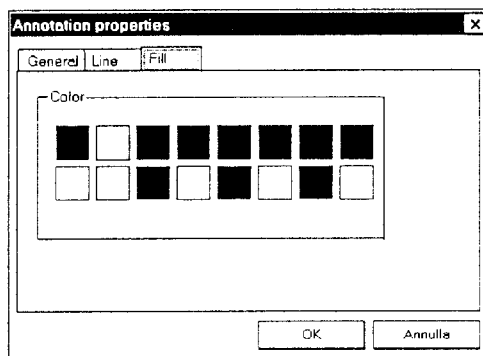 Annotation properties
General Line Fill
Color
OK Annulla